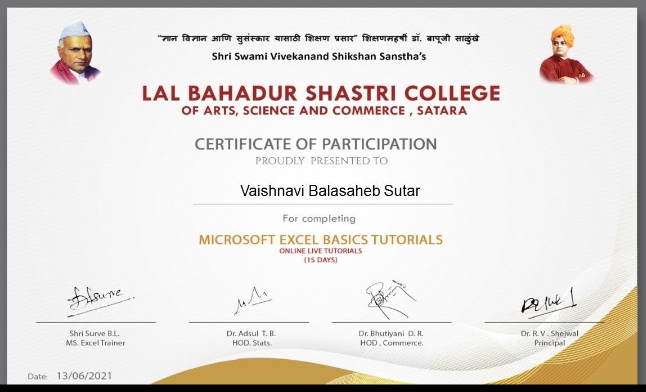 "ज्ञान विज्ञान आणि सुसंस्कार यासाठी शिक्षण प्रसार" शिक्षणमहर्षी डॉ. बापूजी साळुंखे
Shri Swami Vivekanand Shikshan Sanstha's
LAL BAHADUR SHASTRI COLLEGE
OF ARTS, SCIENCE AND COMMERCE , SATARA
CERTIFICATE OF PARTICIPATION
PROUDLY PRESENTED TO
Vaishnavi Balasaheb Sutar
For completing
MICROSOFT EXCEL BASICS TUTORIALS
ONLINE LIVE TUTORIALS
(15 DAYS)
Shri Surve B.L. Dr. Adsul T. B. Dr. Bhutiyani D. R. Dr. R. V. Shejwal
MS. Excel Trainer HOD. Stats. HOD , Commerce. Principal
Date: 13/06/2021